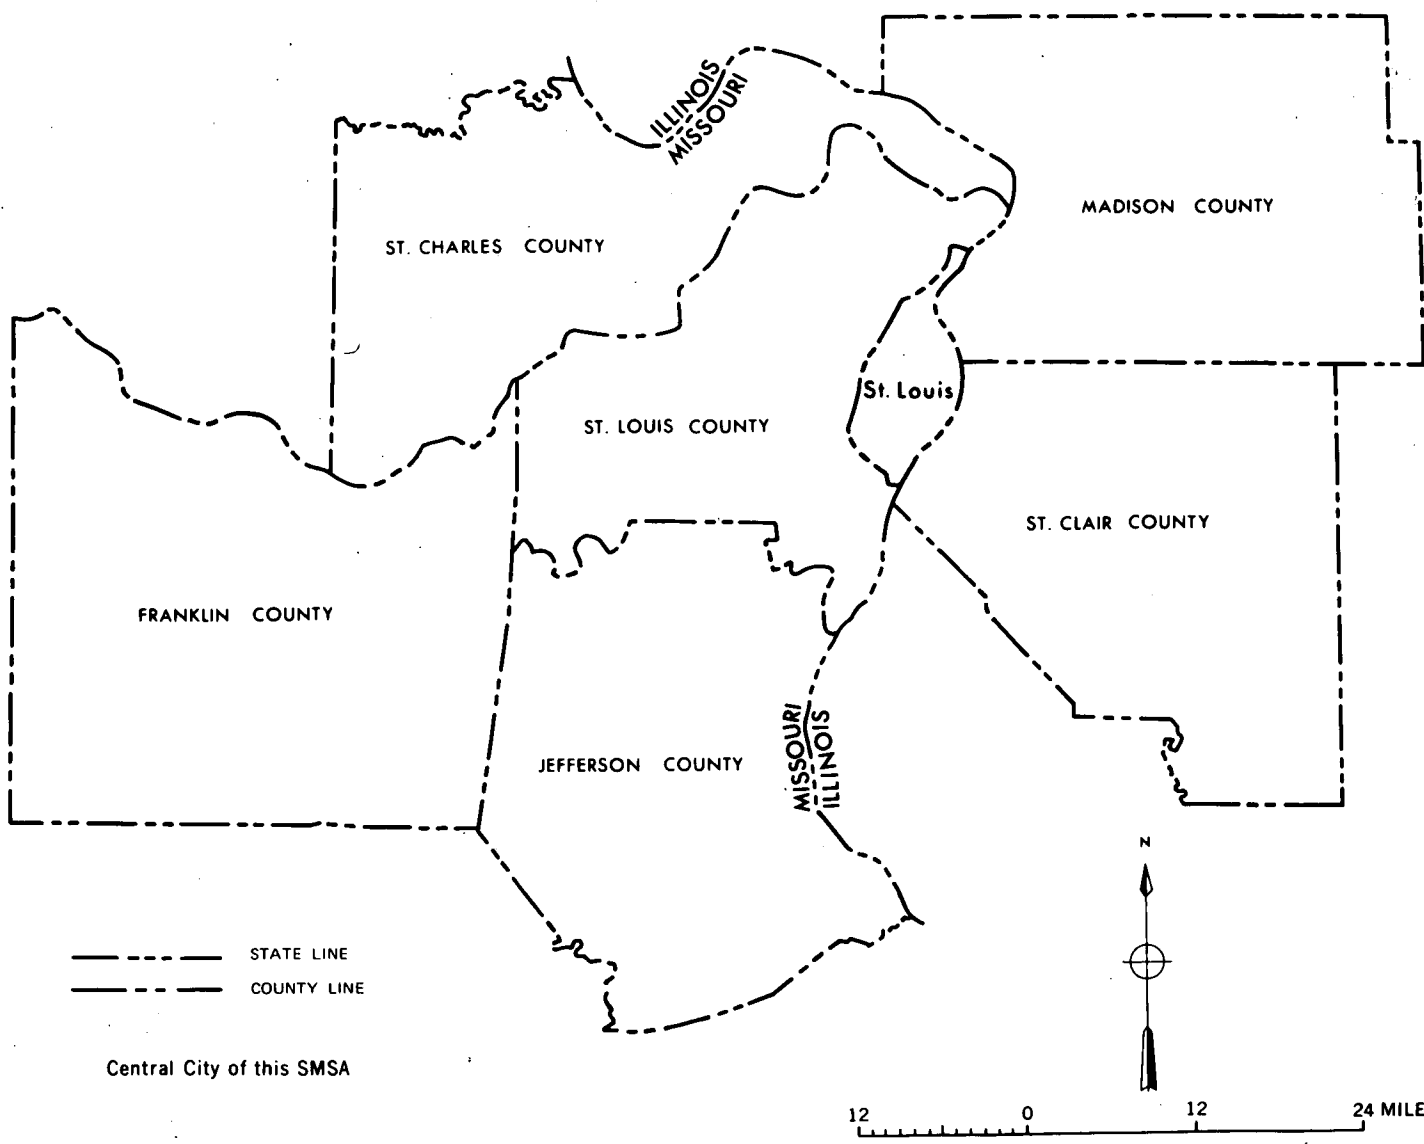 ILLINOIS
MISSOURI
MADISON COUNTY
ST. CHARLES COUNTY
St. Louis
ST. LOUIS COUNTY
ST. CLAIR COUNTY
FRANKLIN COUNTY
MISSOURI
ILLINOIS
JEFFERSON COUNTY
N
STATE LINE
COUNTY LINE
Central City of this SMSA
12 0 12 24 MILE